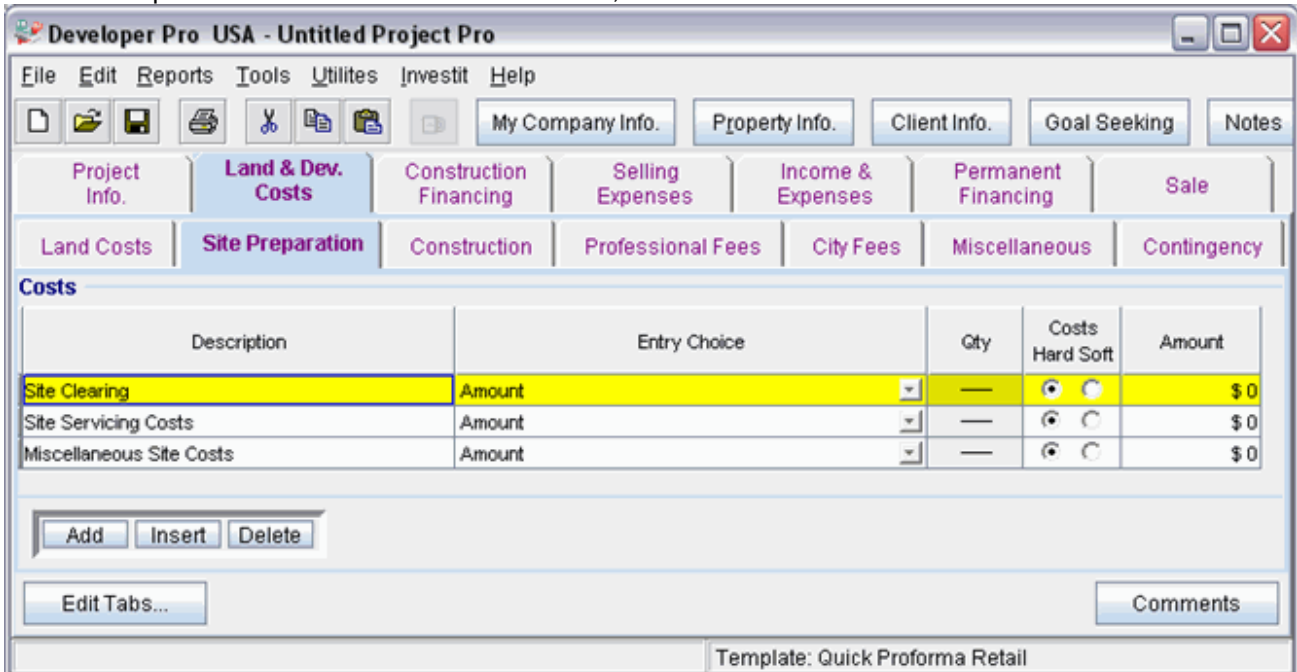 Developer Pro USA - Untitled Project Pro
File Edit Reports Tools Utilites Investit Help
My Company Info. Property Info. Client Info. Goal Seeking Notes
Project Info. Land & Dev. Costs Construction Financing Selling Expenses Income & Expenses Permanent Financing Sale
Land Costs Site Preparation Construction Professional Fees City Fees Miscellaneous Contingency
Costs
Description Entry Choice Qty Costs Hard Soft Amount
Site Clearing Amount — $ 0
Site Servicing Costs Amount — $ 0
Miscellaneous Site Costs Amount — $ 0
Add Insert Delete
Edit Tabs... Comments
Template: Quick Proforma Retail